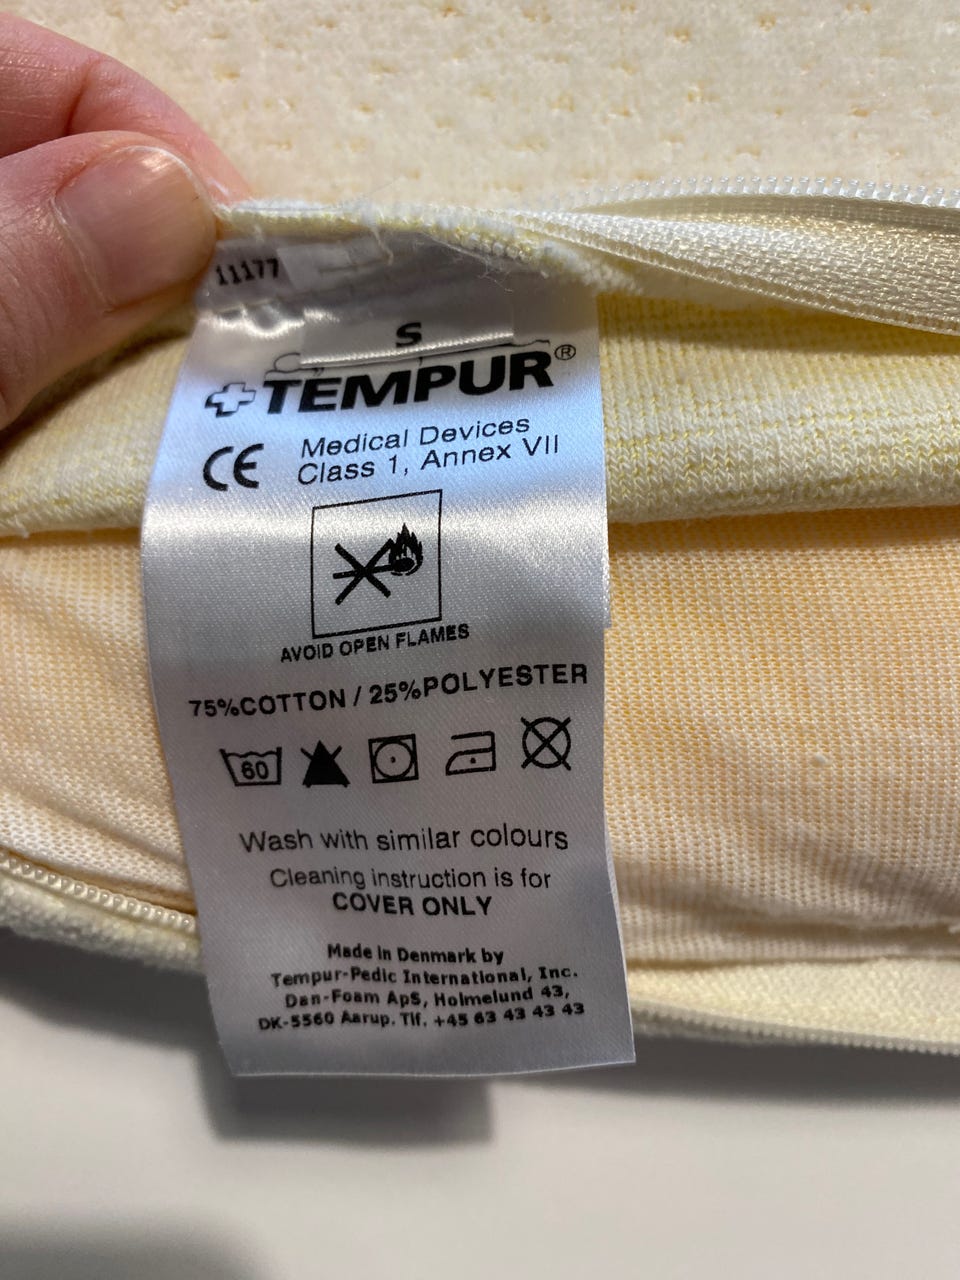 11177
S
TEMPUR®
CE Medical Devices
Class 1, Annex VII
AVOID OPEN FLAMES
75%COTTON / 25%POLYESTER
60
Wash with similar colours
Cleaning instruction is for
COVER ONLY
Made in Denmark by
Tempur-Pedic International, Inc.
Dan-Foam ApS, Holmelund 43,
DK-5560 Aarup. Tlf. +45 63 43 43 43